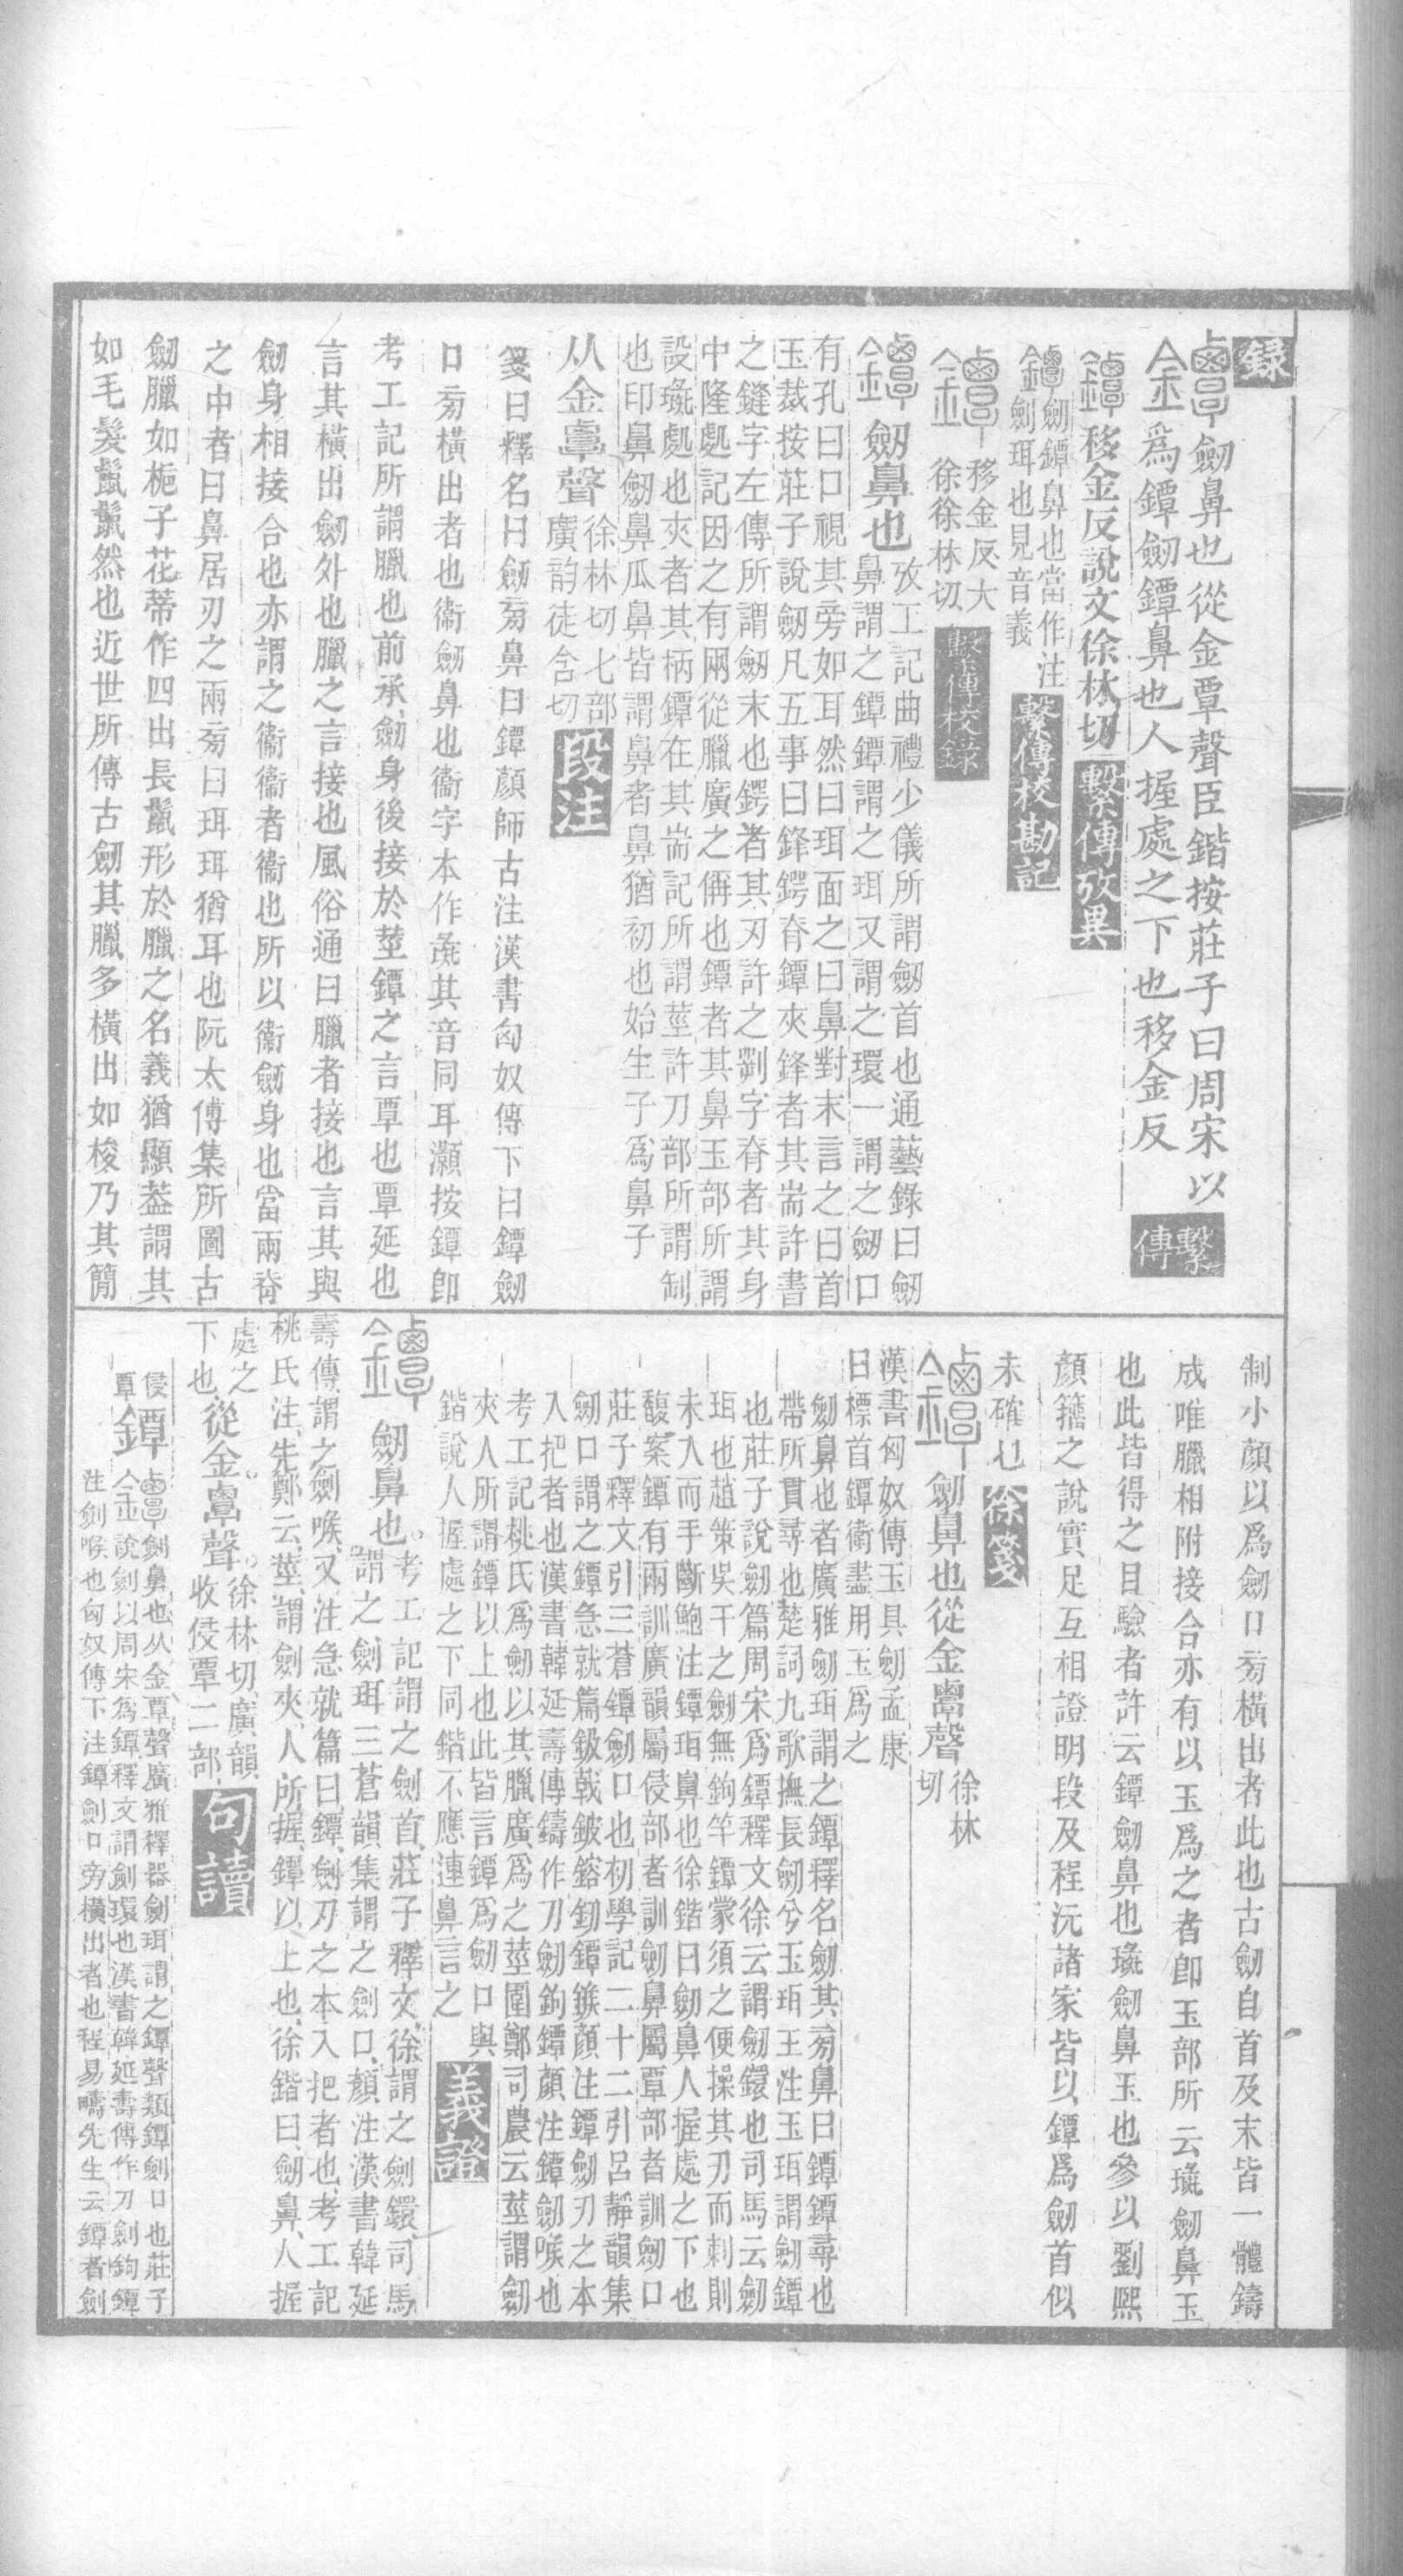 錄
劒鼻也從金覃聲臣鍇按莊子曰周宋以
爲鐔劒鐔鼻也人握處之下也移金反
繫傳
移金反說文徐林切
繫傳攷異
劒鐔鼻也當作注
劍珥也見音義
繫傳校勘記
移金反大
徐徐林切
繫傳校錄
劒鼻也
攷工記曲禮少儀所謂劒首也通藝錄曰劒
鼻謂之鐔鐔謂之珥又謂之環一謂之劒口
有孔曰口視其旁如耳然曰珥面之曰鼻對末言之曰首
玉裁按莊子說劒凡五事曰鋒鍔脊鐔夾鋒者其耑許書
之鏠字左傳所謂劒末也鍔者其刃許之剫字脊者其身
中隆處記因之有兩從臘廣之偁也鐔者其鼻玉部所謂
設璏處也夾者其柄鐔在其耑記所謂莖許刀部所謂㓞
也印鼻劒鼻瓜鼻皆謂鼻者鼻猶初也始生子爲鼻子
从金覃聲
徐林切七部
廣韵徒含切
段注
箋曰釋名曰劒旁鼻曰鐔顏師古注漢書匈奴傳下曰鐔劒
口旁橫出者也衞劒鼻也衞字本作璏其音同耳灝按鐔卽
考工記所謂臘也前承劒身後接於莖鐔之言覃也覃延也
言其橫出劒外也臘之言接也風俗通曰臘者接也言其與
劒身相接合也亦謂之衞衞者衞也所以衞劒身也當兩脊
之中者曰鼻居刃之兩旁曰珥珥猶耳也阮太傅集所圖古
劒臘如梔子花蒂作四出長鬣形於臘之名義猶顯葢謂其
如毛髮鬣鬣然也近世所傳古劒其臘多橫出如梭乃其簡
制小顏以爲劒口旁橫出者此也古劒自首及末皆一體鑄
成唯臘相附接合亦有以玉爲之者卽玉部所云璏劒鼻玉
也此皆得之目驗者許云鐔劒鼻也璏劒鼻玉也參以劉熙
顏籀之說實足互相證明段及程沅諸家皆以鐔爲劒首似
未確也
徐箋
劒鼻也從金覃聲
徐林
切
漢書匈奴傳玉具劒孟康
曰標首鐔衞盡用玉爲之
劒鼻也者廣雅劒珥謂之鐔釋名劒其旁鼻曰鐔鐔尋也
帶所貫尋也楚詞九歌撫長劒兮玉珥王注玉珥謂劒鐔
也莊子說劒篇周宋爲鐔釋文徐云謂劒鐶也司馬云劒
珥也趙策吳干之劍無鉤竿鐔蒙須之便操其刃而刺則
未入而手斷鮑注鐔珥鼻也徐鍇曰劒鼻人握處之下也
馥案鐔有兩訓廣韻屬侵部者訓劒鼻屬覃部者訓劒口
莊子釋文引三蒼鐔劒口也初學記二十二引呂靜韻集
劒口謂之鐔急就篇鈒戟鈹鎔釰鐔鍭顏注鐔劒刃之本
入把者也漢書韓延壽傳鑄作刀劒鉤鐔顏注鐔劒喉也
考工記桃氏爲劒以其臘廣爲之莖圍鄭司農云莖謂劒
夾人所謂鐔以上也此皆言鐔爲劒口與
鍇說人握處之下同鍇不應連鼻言之
義證
劒鼻也
考工記謂之劍首莊子釋文徐謂之劍鐶司馬
謂之劍珥三蒼韻集謂之劍口顏注漢書韓延
壽傳謂之劍喉又注急就篇曰鐔劍刃之本入把者也考工記
桃氏注先鄭云莖謂劍夾人所握鐔以上也徐鍇曰劒鼻人握
處之
下也
從金覃聲
徐林切廣韻
收侵覃二部
句讀
侵
覃
鐔
劍鼻也从金覃聲廣雅釋器劍珥謂之鐔聲類鐔劍口也莊子
說劍以周宋爲鐔釋文謂劍環也漢書韓延壽傳作刀劍鉤鐔
注劍喉也匈奴傳下注鐔劍口旁橫出者也程易疇先生云鐔者劍